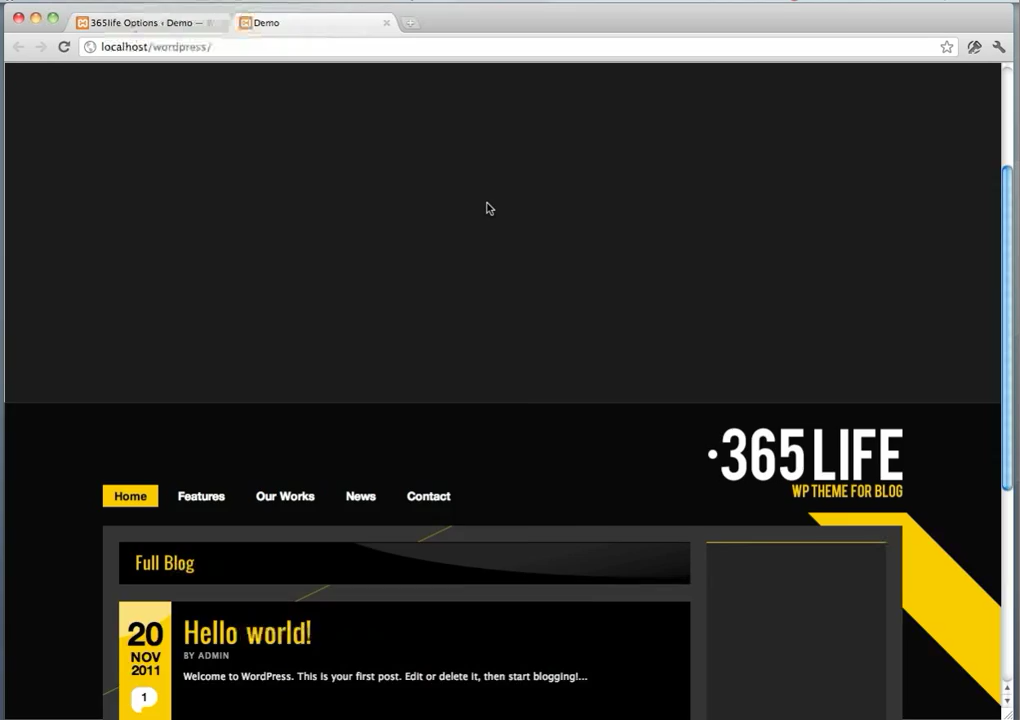 365life Options ‹ Demo —
Demo
localhost/wordpress/
·365 LIFE
WP THEME FOR BLOG
Home Features Our Works News Contact
Full Blog
20
NOV
2011
1
Hello world!
BY ADMIN
Welcome to WordPress. This is your first post. Edit or delete it, then start blogging!...